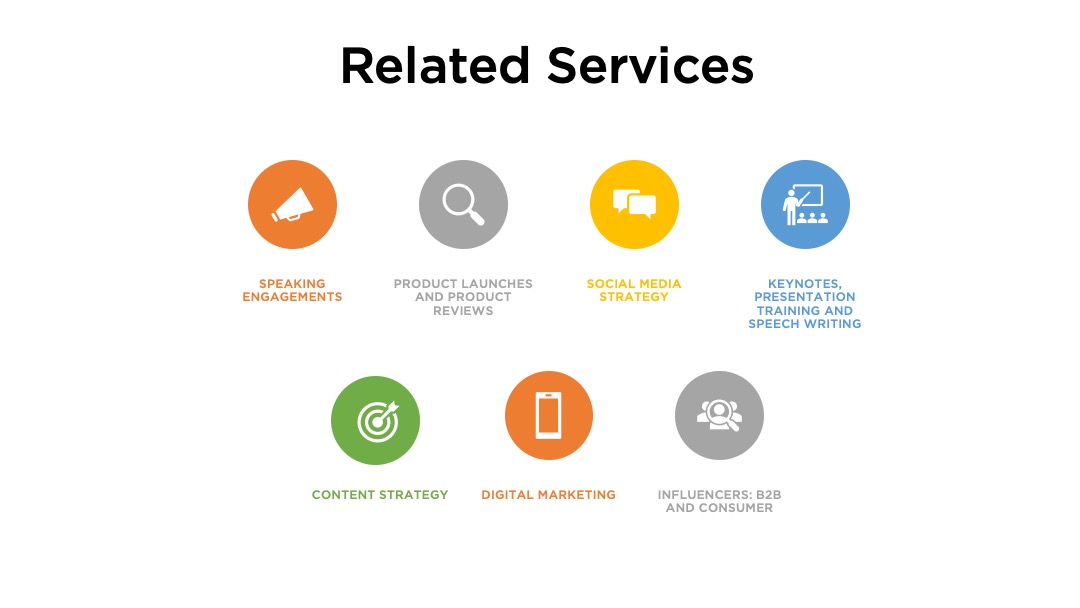 Related Services
SPEAKING
ENGAGEMENTS
PRODUCT LAUNCHES
AND PRODUCT
REVIEWS
SOCIAL MEDIA
STRATEGY
KEYNOTES,
PRESENTATION
TRAINING AND
SPEECH WRITING
CONTENT STRATEGY
DIGITAL MARKETING
INFLUENCERS: B2B
AND CONSUMER